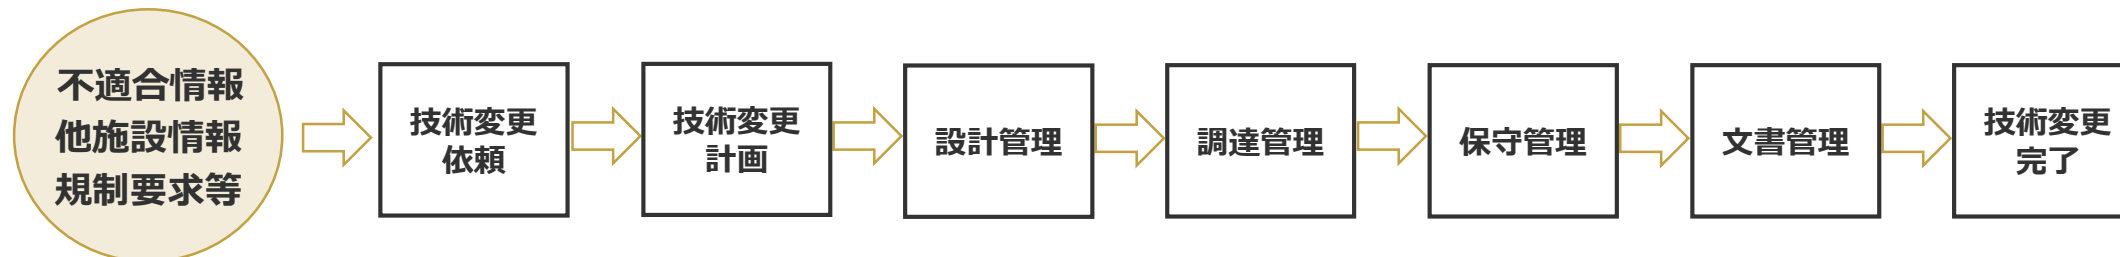 不適合情報
他施設情報
規制要求等
技術変更
依頼
技術変更
計画
設計管理
調達管理
保守管理
文書管理
技術変更
完了